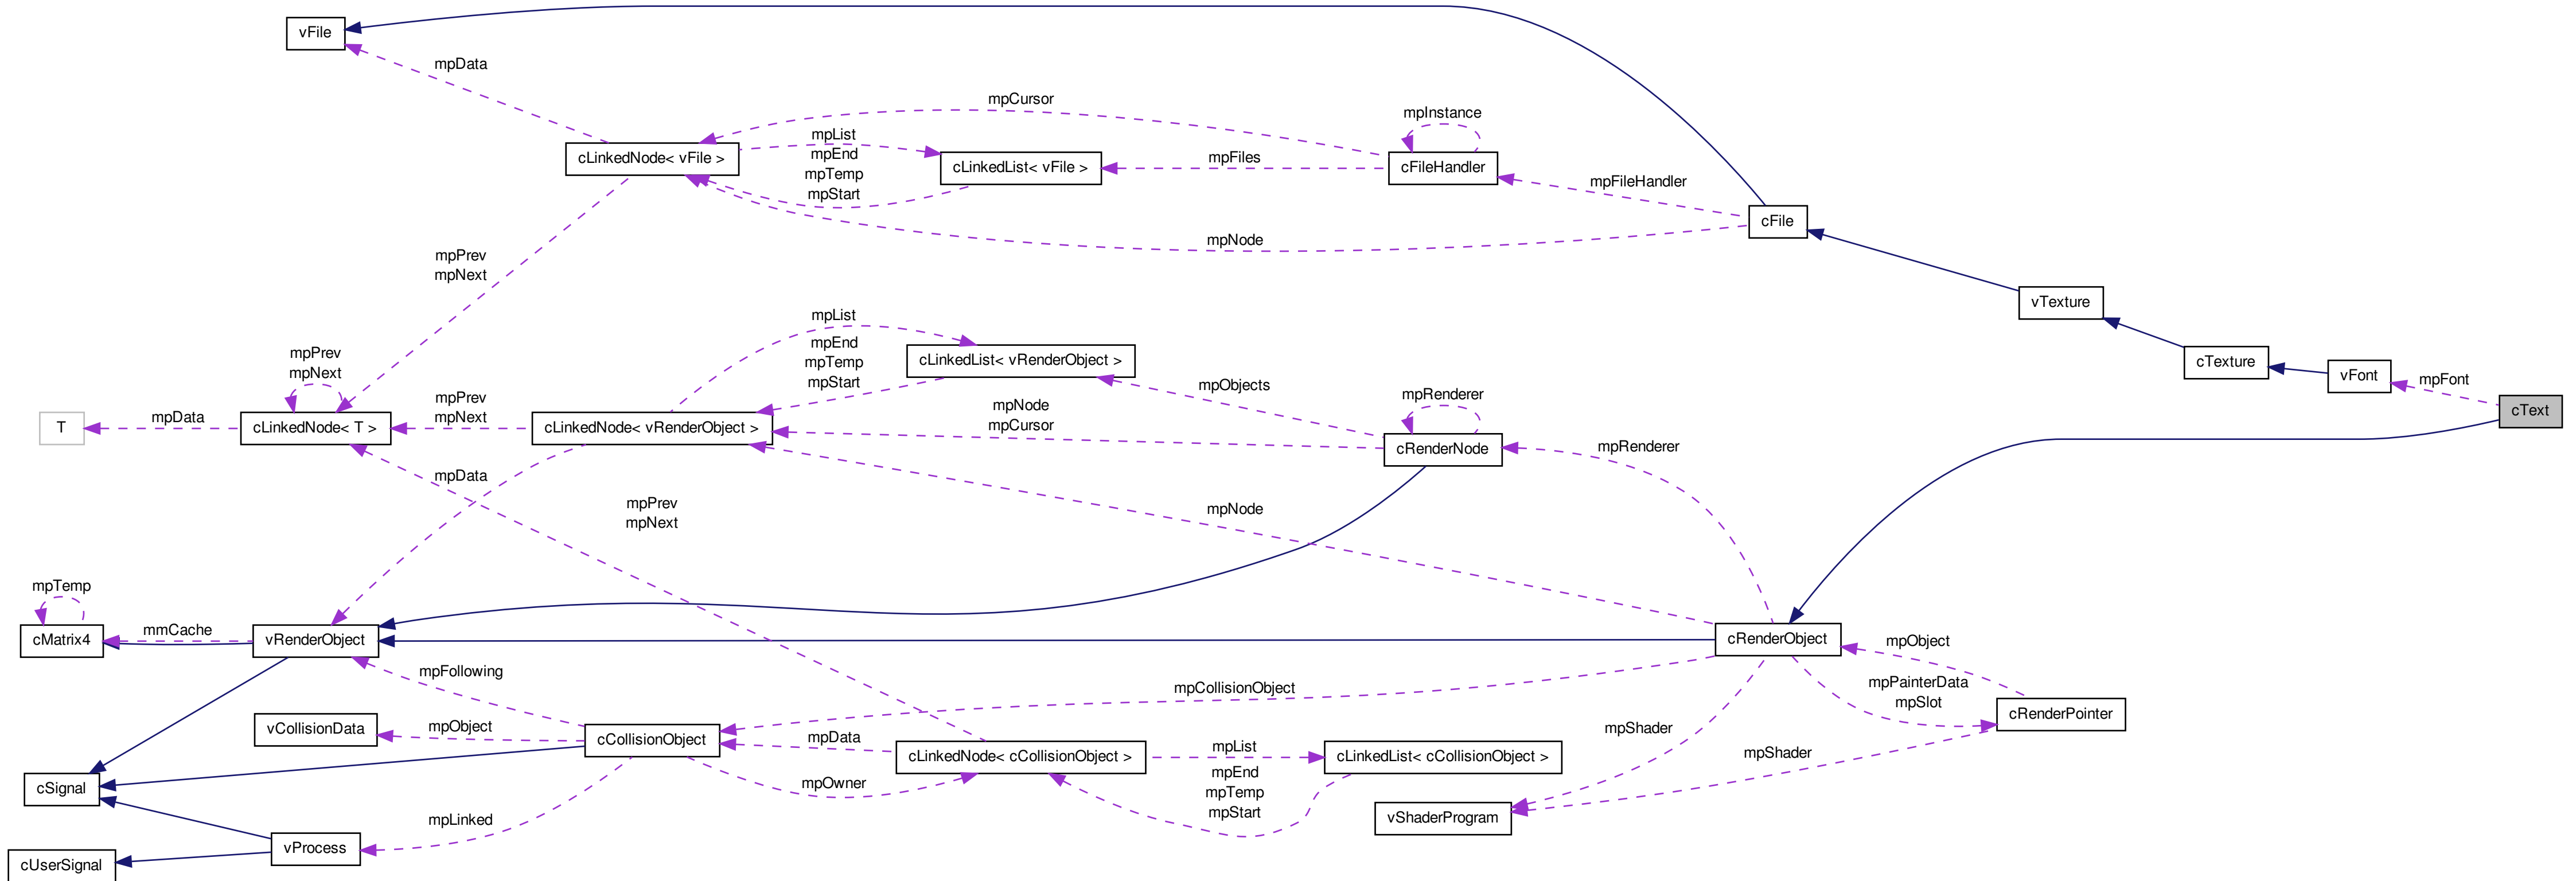 vFile
mpData
mpCursor
mpInstance
mpList
cLinkedNode< vFile >
mpEnd
mpTemp
mpStart
cLinkedList< vFile >
mpFiles
cFileHandler
mpFileHandler
cFile
mpNode
mpPrev
mpNext
vTexture
mpList
mpEnd
mpTemp
mpStart
cLinkedList< vRenderObject >
cTexture
vFont
mpFont
cText
mpPrev
mpNext
mpObjects
mpRenderer
T
mpData
cLinkedNode< T >
mpPrev
mpNext
cLinkedNode< vRenderObject >
mpNode
mpCursor
cRenderNode
mpRenderer
mpData
mpPrev
mpNext
mpNode
mpTemp
cMatrix4
mmCache
vRenderObject
cRenderObject
mpObject
mpFollowing
mpCollisionObject
mpPainterData
mpSlot
cRenderPointer
vCollisionData
mpObject
cCollisionObject
mpData
cLinkedNode< cCollisionObject >
mpList
cLinkedList< cCollisionObject >
mpShader
mpShader
cSignal
mpOwner
mpEnd
mpTemp
mpStart
mpLinked
vShaderProgram
vProcess
cUserSignal